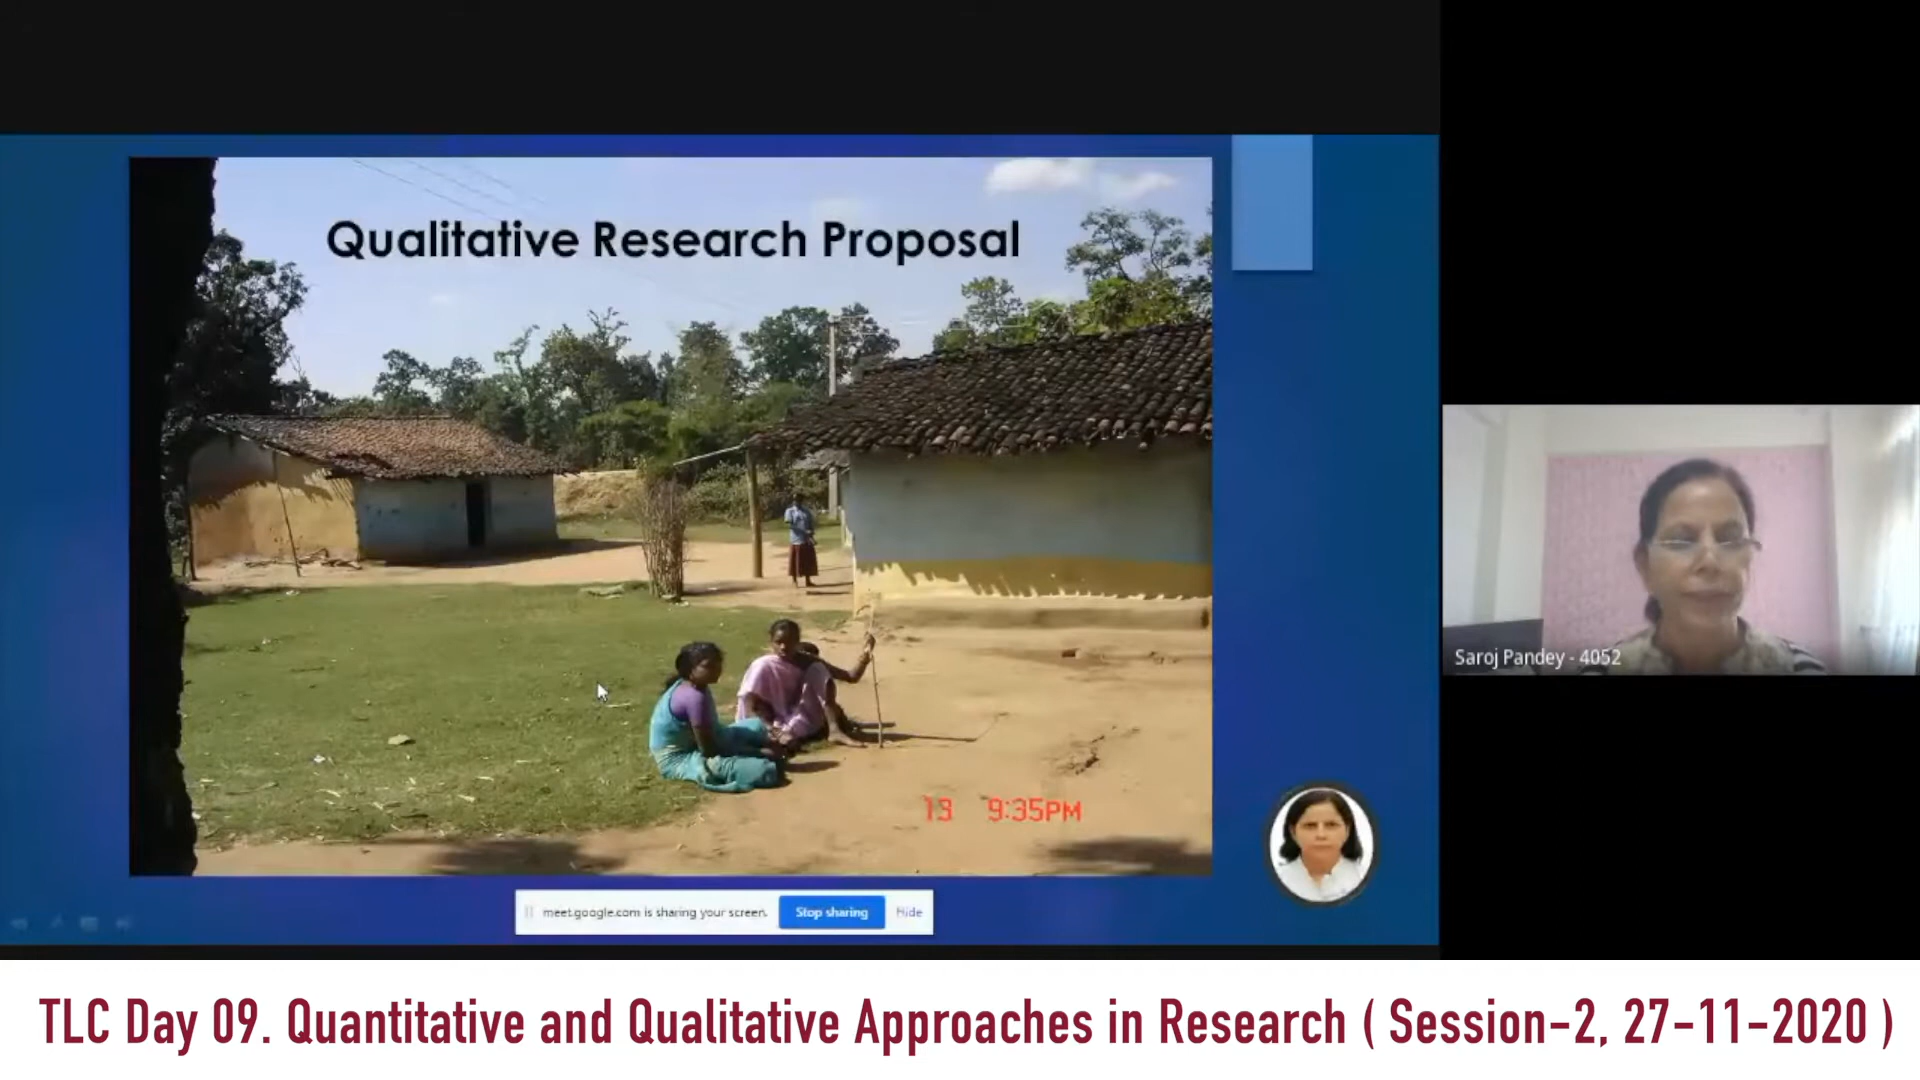 Qualitative Research Proposal
13 9:35PM
meet.google.com is sharing your screen. Stop sharing Hide
Saroj Pandey - 4052
TLC Day 09. Quantitative and Qualitative Approaches in Research ( Session-2, 27-11-2020 )